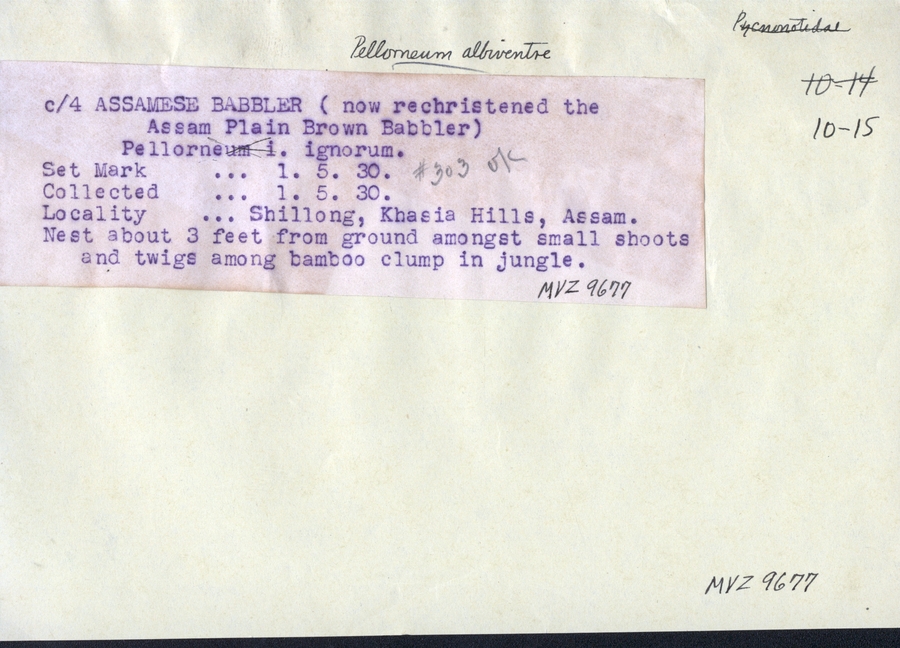 Pycnonotidae
Pellorneum albiventre
10-14
10-15
c/4 ASSAMESE BABBLER ( now rechristened the
Assam Plain Brown Babbler)
Pellorneum i. ignorum.
Set Mark ... 1. 5. 30. #303 ok
Collected ... 1. 5. 30.
Locality ... Shillong, Khasia Hills, Assam.
Nest about 3 feet from ground amongst small shoots
and twigs among bamboo clump in jungle.
MVZ 9677
MVZ 9677